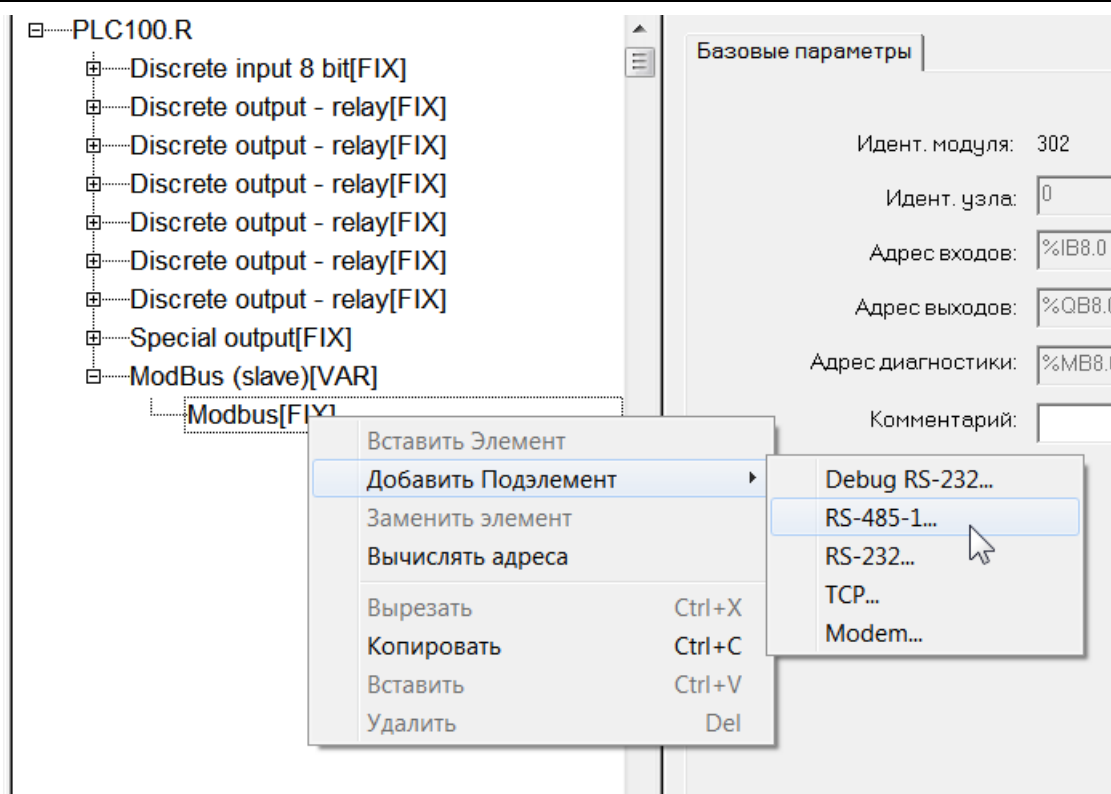 PLC100.R
Discrete input 8 bit[FIX]
Discrete output - relay[FIX]
Discrete output - relay[FIX]
Discrete output - relay[FIX]
Discrete output - relay[FIX]
Discrete output - relay[FIX]
Discrete output - relay[FIX]
Special output[FIX]
ModBus (slave)[VAR]
Modbus[FIX]
Вставить Элемент
Добавить Подэлемент
Заменить элемент
Вычислять адреса
Вырезать Ctrl+X
Копировать Ctrl+C
Вставить Ctrl+V
Удалить Del
Debug RS-232...
RS-485-1...
RS-232...
TCP...
Modem...
Базовые параметры
Идент. модуля: 302
Идент. узла: 0
Адрес входов: %IB8.0
Адрес выходов: %QB8.0
Адрес диагностики: %MB8.0
Комментарий: